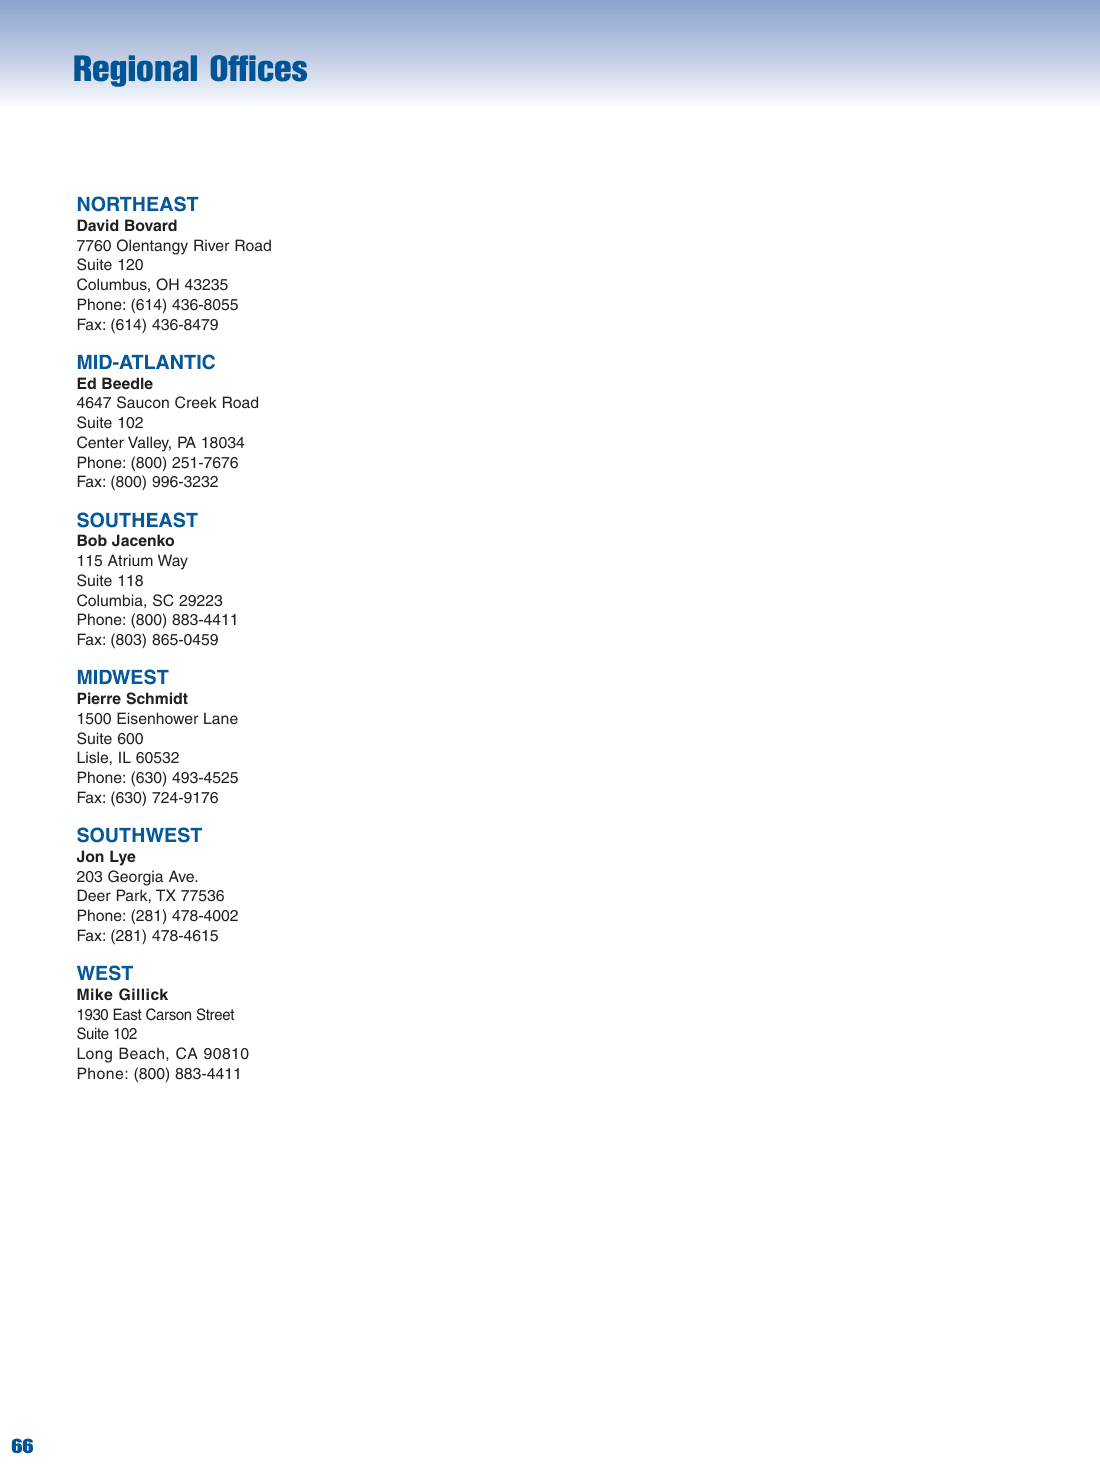 Regional Offices
NORTHEAST
David Bovard
7760 Olentangy River Road
Suite 120
Columbus, OH 43235
Phone: (614) 436-8055
Fax: (614) 436-8479
MID-ATLANTIC
Ed Beedle
4647 Saucon Creek Road
Suite 102
Center Valley, PA 18034
Phone: (800) 251-7676
Fax: (800) 996-3232
SOUTHEAST
Bob Jacenko
115 Atrium Way
Suite 118
Columbia, SC 29223
Phone: (800) 883-4411
Fax: (803) 865-0459
MIDWEST
Pierre Schmidt
1500 Eisenhower Lane
Suite 600
Lisle, IL 60532
Phone: (630) 493-4525
Fax: (630) 724-9176
SOUTHWEST
Jon Lye
203 Georgia Ave.
Deer Park, TX 77536
Phone: (281) 478-4002
Fax: (281) 478-4615
WEST
Mike Gillick
1930 East Carson Street
Suite 102
Long Beach, CA 90810
Phone: (800) 883-4411
66